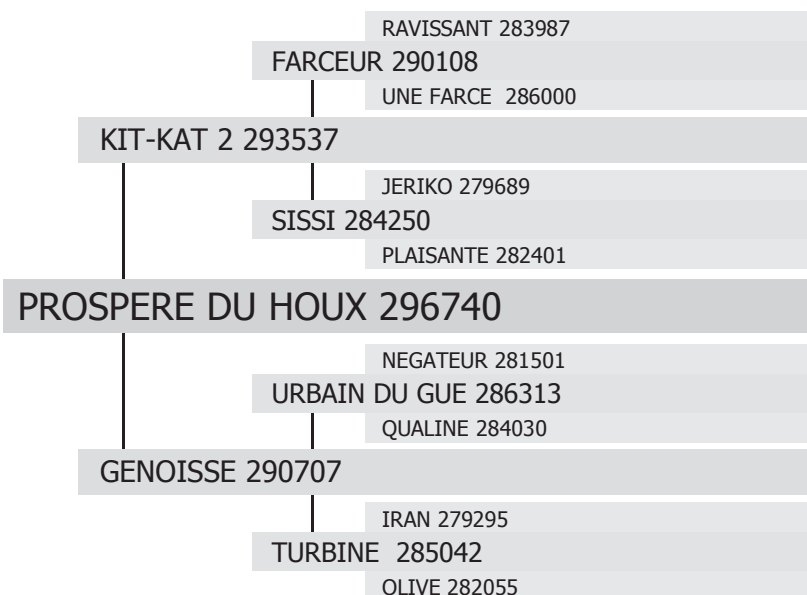 RAVISSANT 283987
FARCEUR 290108
UNE FARCE 286000
KIT-KAT 2 293537
JERIKO 279689
SISSI 284250
PLAISANTE 282401
PROSPERE DU HOUX 296740
NEGATEUR 281501
URBAIN DU GUE 286313
QUALINE 284030
GENOISSE 290707
IRAN 279295
TURBINE 285042
OLIVE 282055